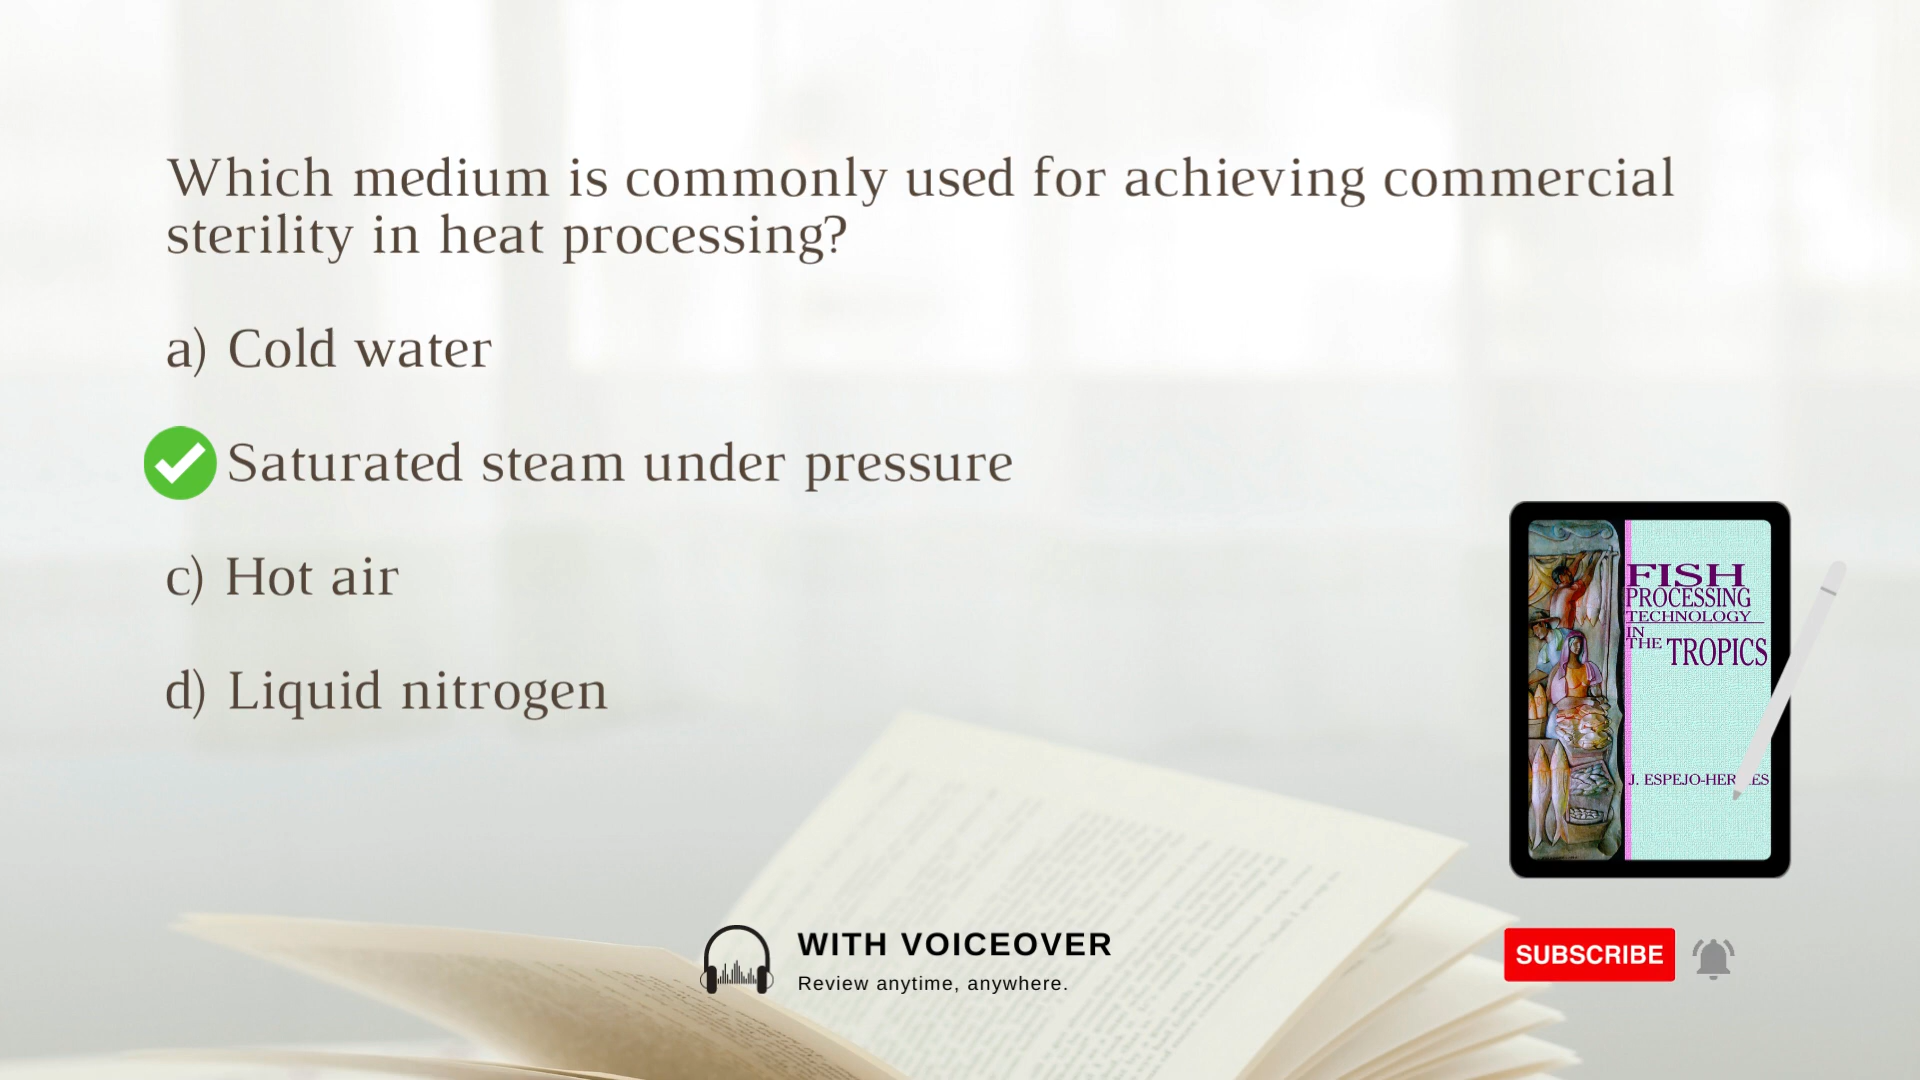 Which medium is commonly used for achieving commercial
sterility in heat processing?
a) Cold water
Saturated steam under pressure
c) Hot air
d) Liquid nitrogen
FISH
PROCESSING
TECHNOLOGY
IN
THE TROPICS
J.
WITH VOICEOVER
Review anytime, anywhere.
SUBSCRIBE